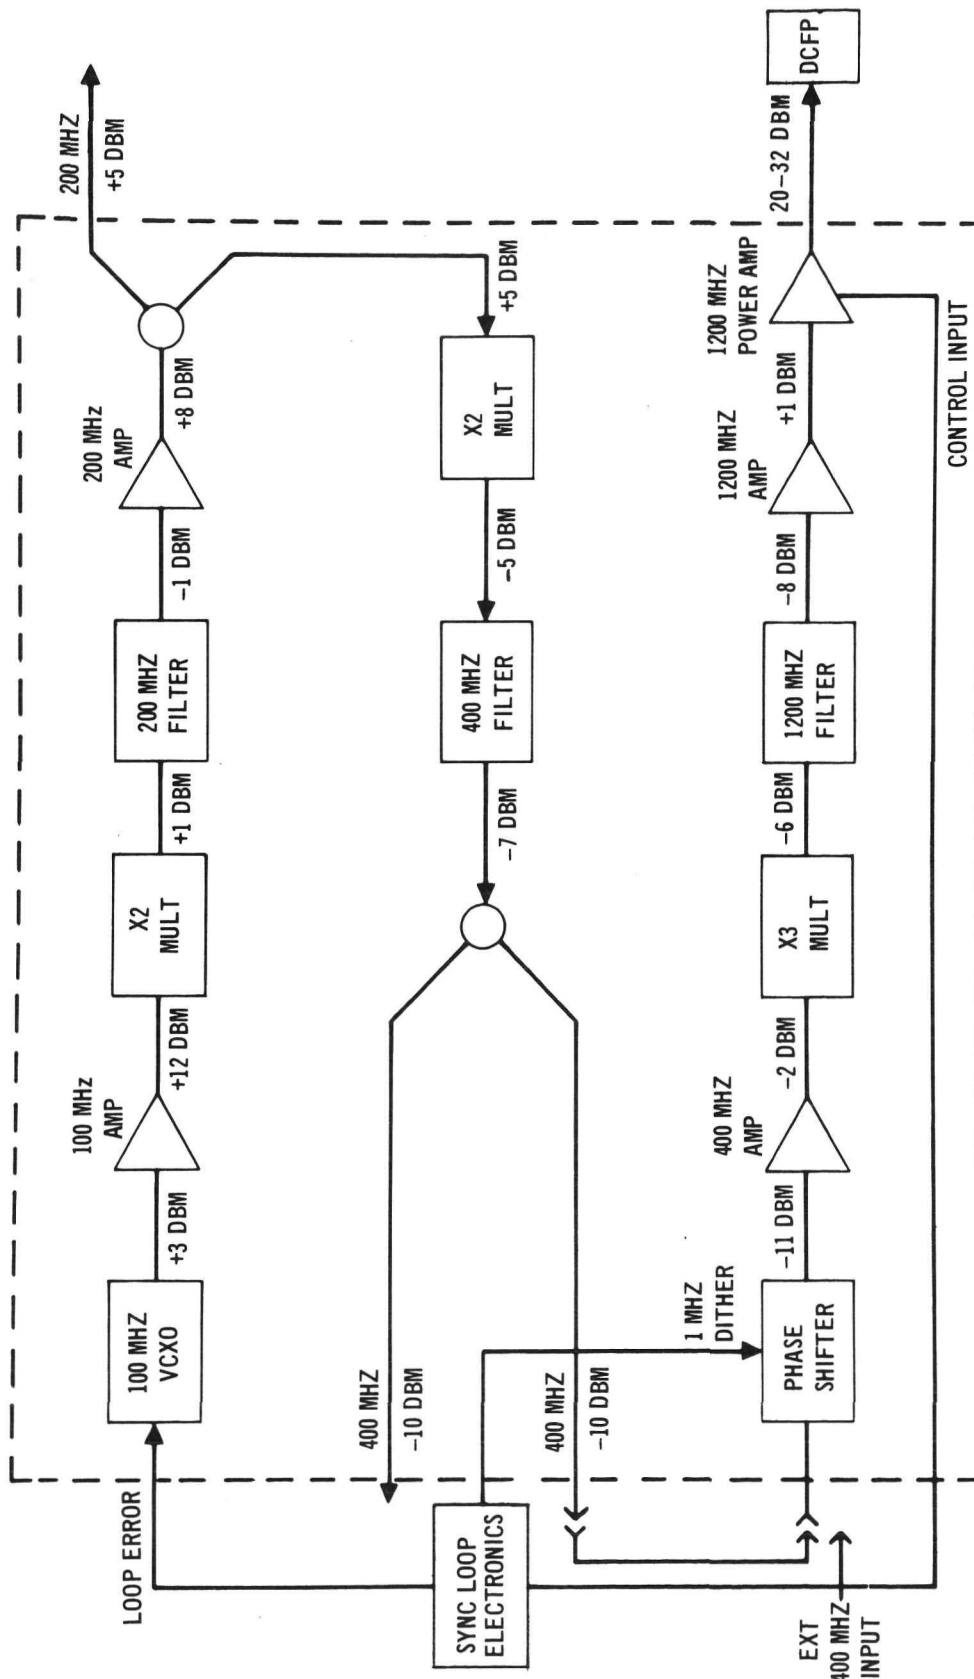 LOOP ERROR
100 MHZ
VCXO
+3 DBM
100 MHz
AMP
+12 DBM
X2
MULT
+1 DBM
200 MHZ
FILTER
-1 DBM
200 MHz
AMP
+8 DBM
200 MHZ
+5 DBM
SYNC LOOP
ELECTRONICS
400 MHZ
-10 DBM
-7 DBM
400 MHZ
FILTER
-5 DBM
X2
MULT
+5 DBM
400 MHZ
-10 DBM
1 MHZ
DITHER
EXT
400 MHZ
INPUT
PHASE
SHIFTER
-11 DBM
400 MHZ
AMP
-2 DBM
X3
MULT
-6 DBM
1200 MHZ
FILTER
-8 DBM
1200 MHZ
AMP
+1 DBM
1200 MHZ
POWER AMP
20-32 DBM
DCFP
CONTROL INPUT